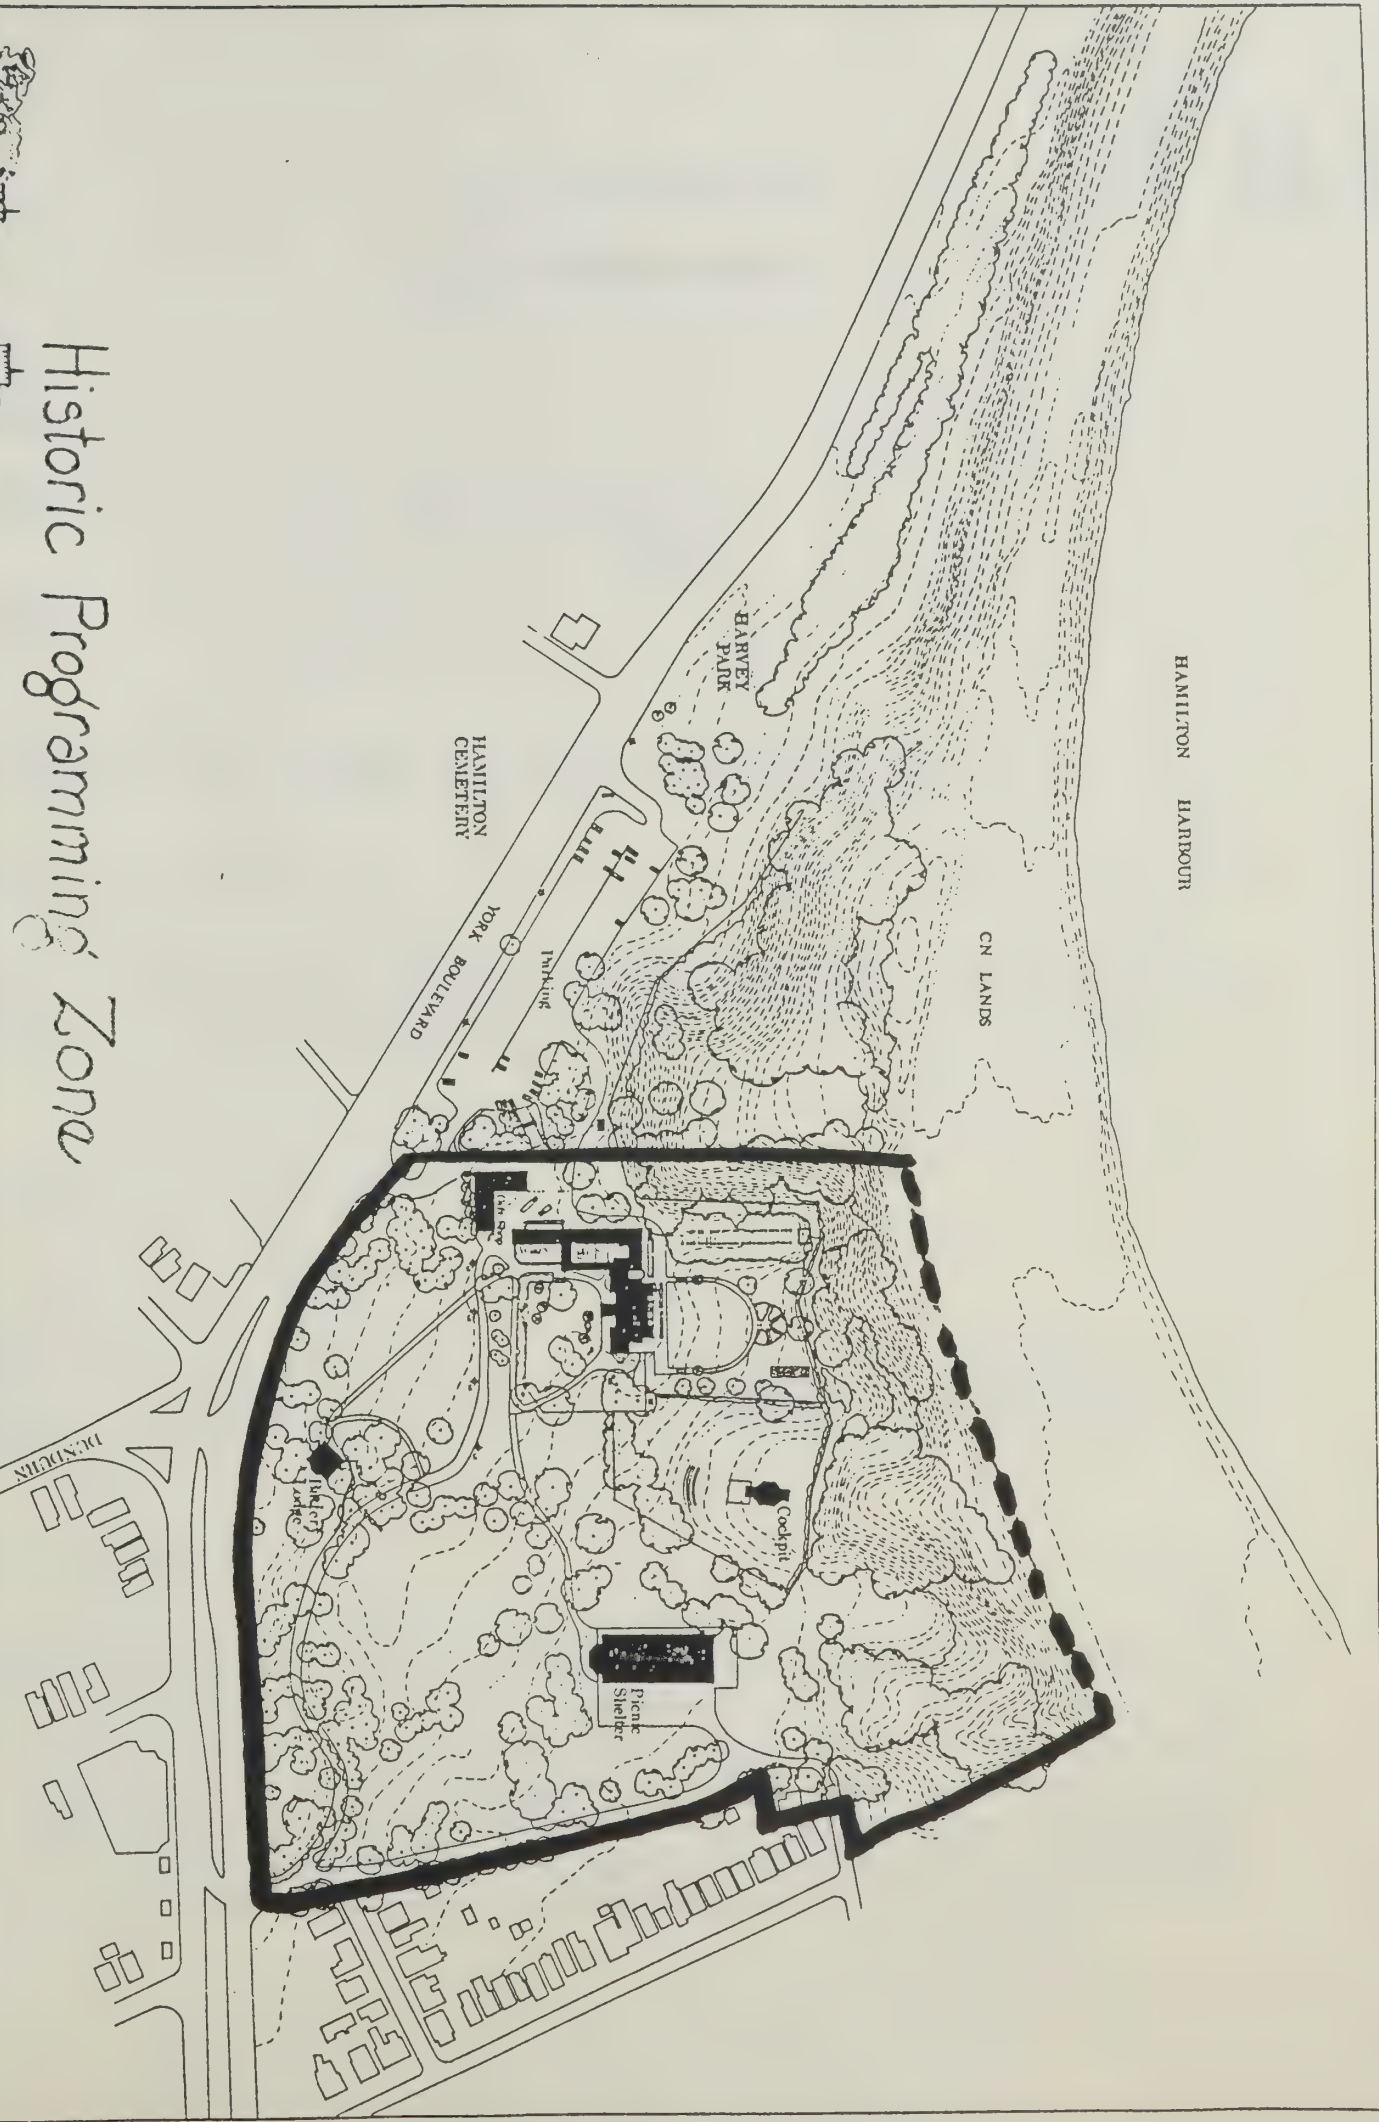 HAMILTON HARBOUR
CN LANDS
HARVEY
PARK
HAMILTON
CEMETERY
YORK BOULEVARD
Parking
Cockpit
Picnic
Shelter
DUNDURN
Historic Programming Zone